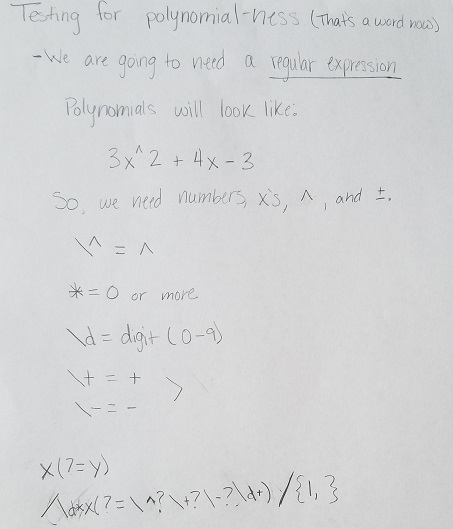 Testing for polynomial-ness (That's a word now)
- We are going to need a regular expression
Polynomials will look like:
3x^2 + 4x - 3
So, we need numbers, x's, ^, and ±.
\^ = ^
* = 0 or more
\d = digit (0-9)
\+ = + >
\- = -
x(?=y)
/\d*x(?=\^?\+?\-?\d+)/{1, }